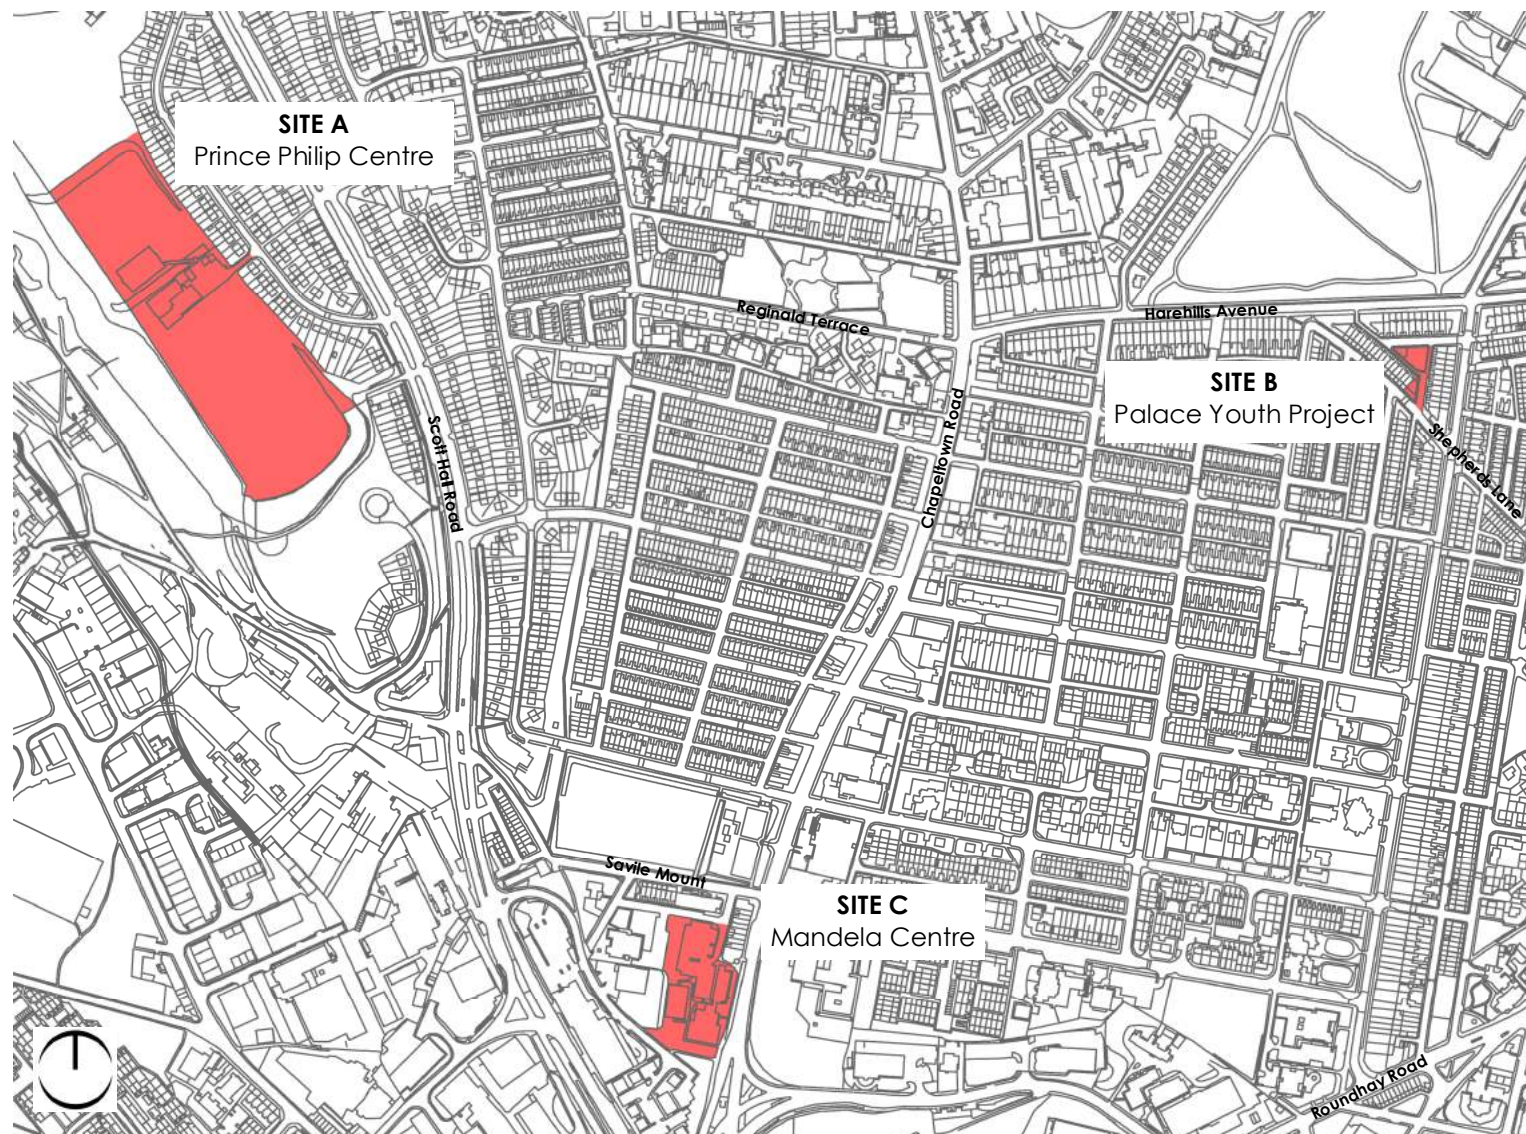 SITE A
Prince Philip Centre
Reginald Terrace
Harehills Avenue
SITE B
Palace Youth Project
Scott Hall Road
Chapeltown Road
Shepherds Lane
Savile Mount
SITE C
Mandela Centre
Roundhay Road